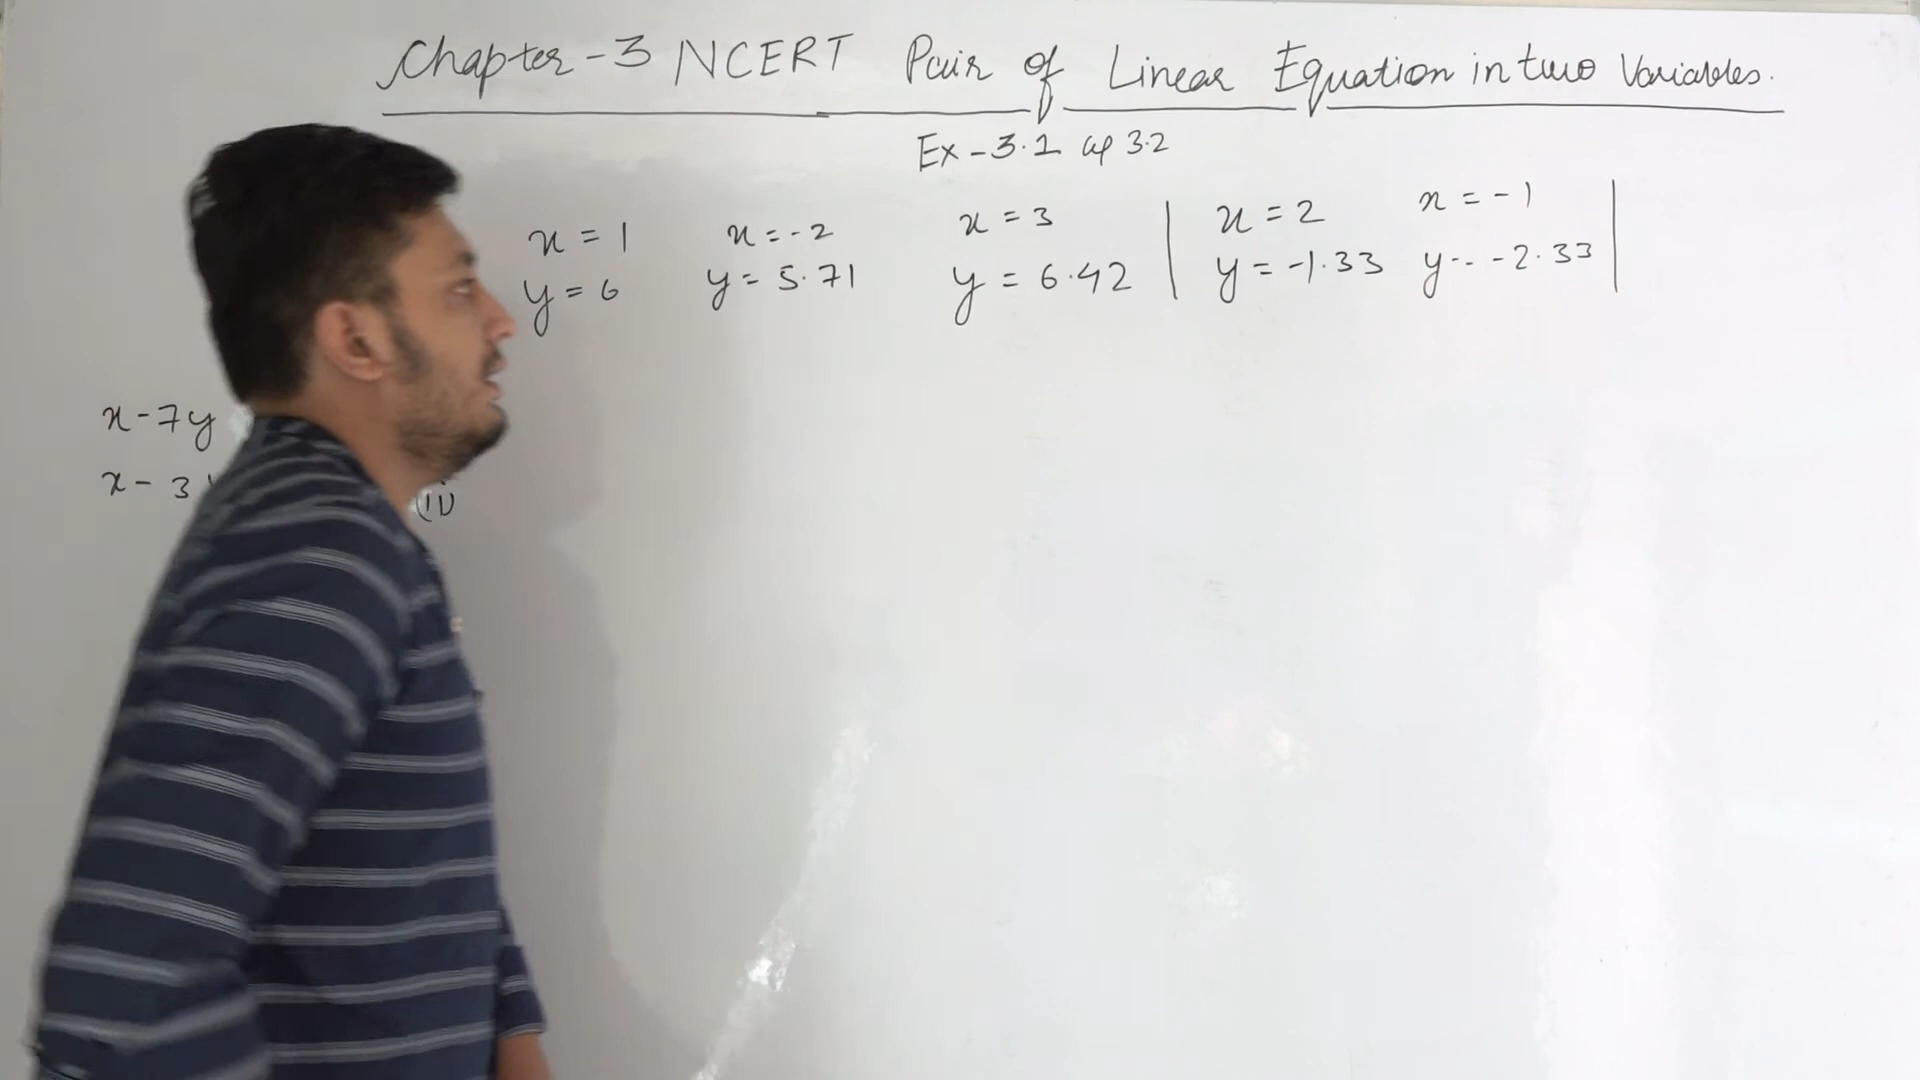 Chapter-3 NCERT Pair of Linear Equation in two Variables.
Ex-3.1 3.2
x = 1 x = -2 x = 3 x = 2 x = -1
y = 6 y = 5.71 y = 6.42 y = -1.33 y-- -2.33
x-7y
x-3
(ii)